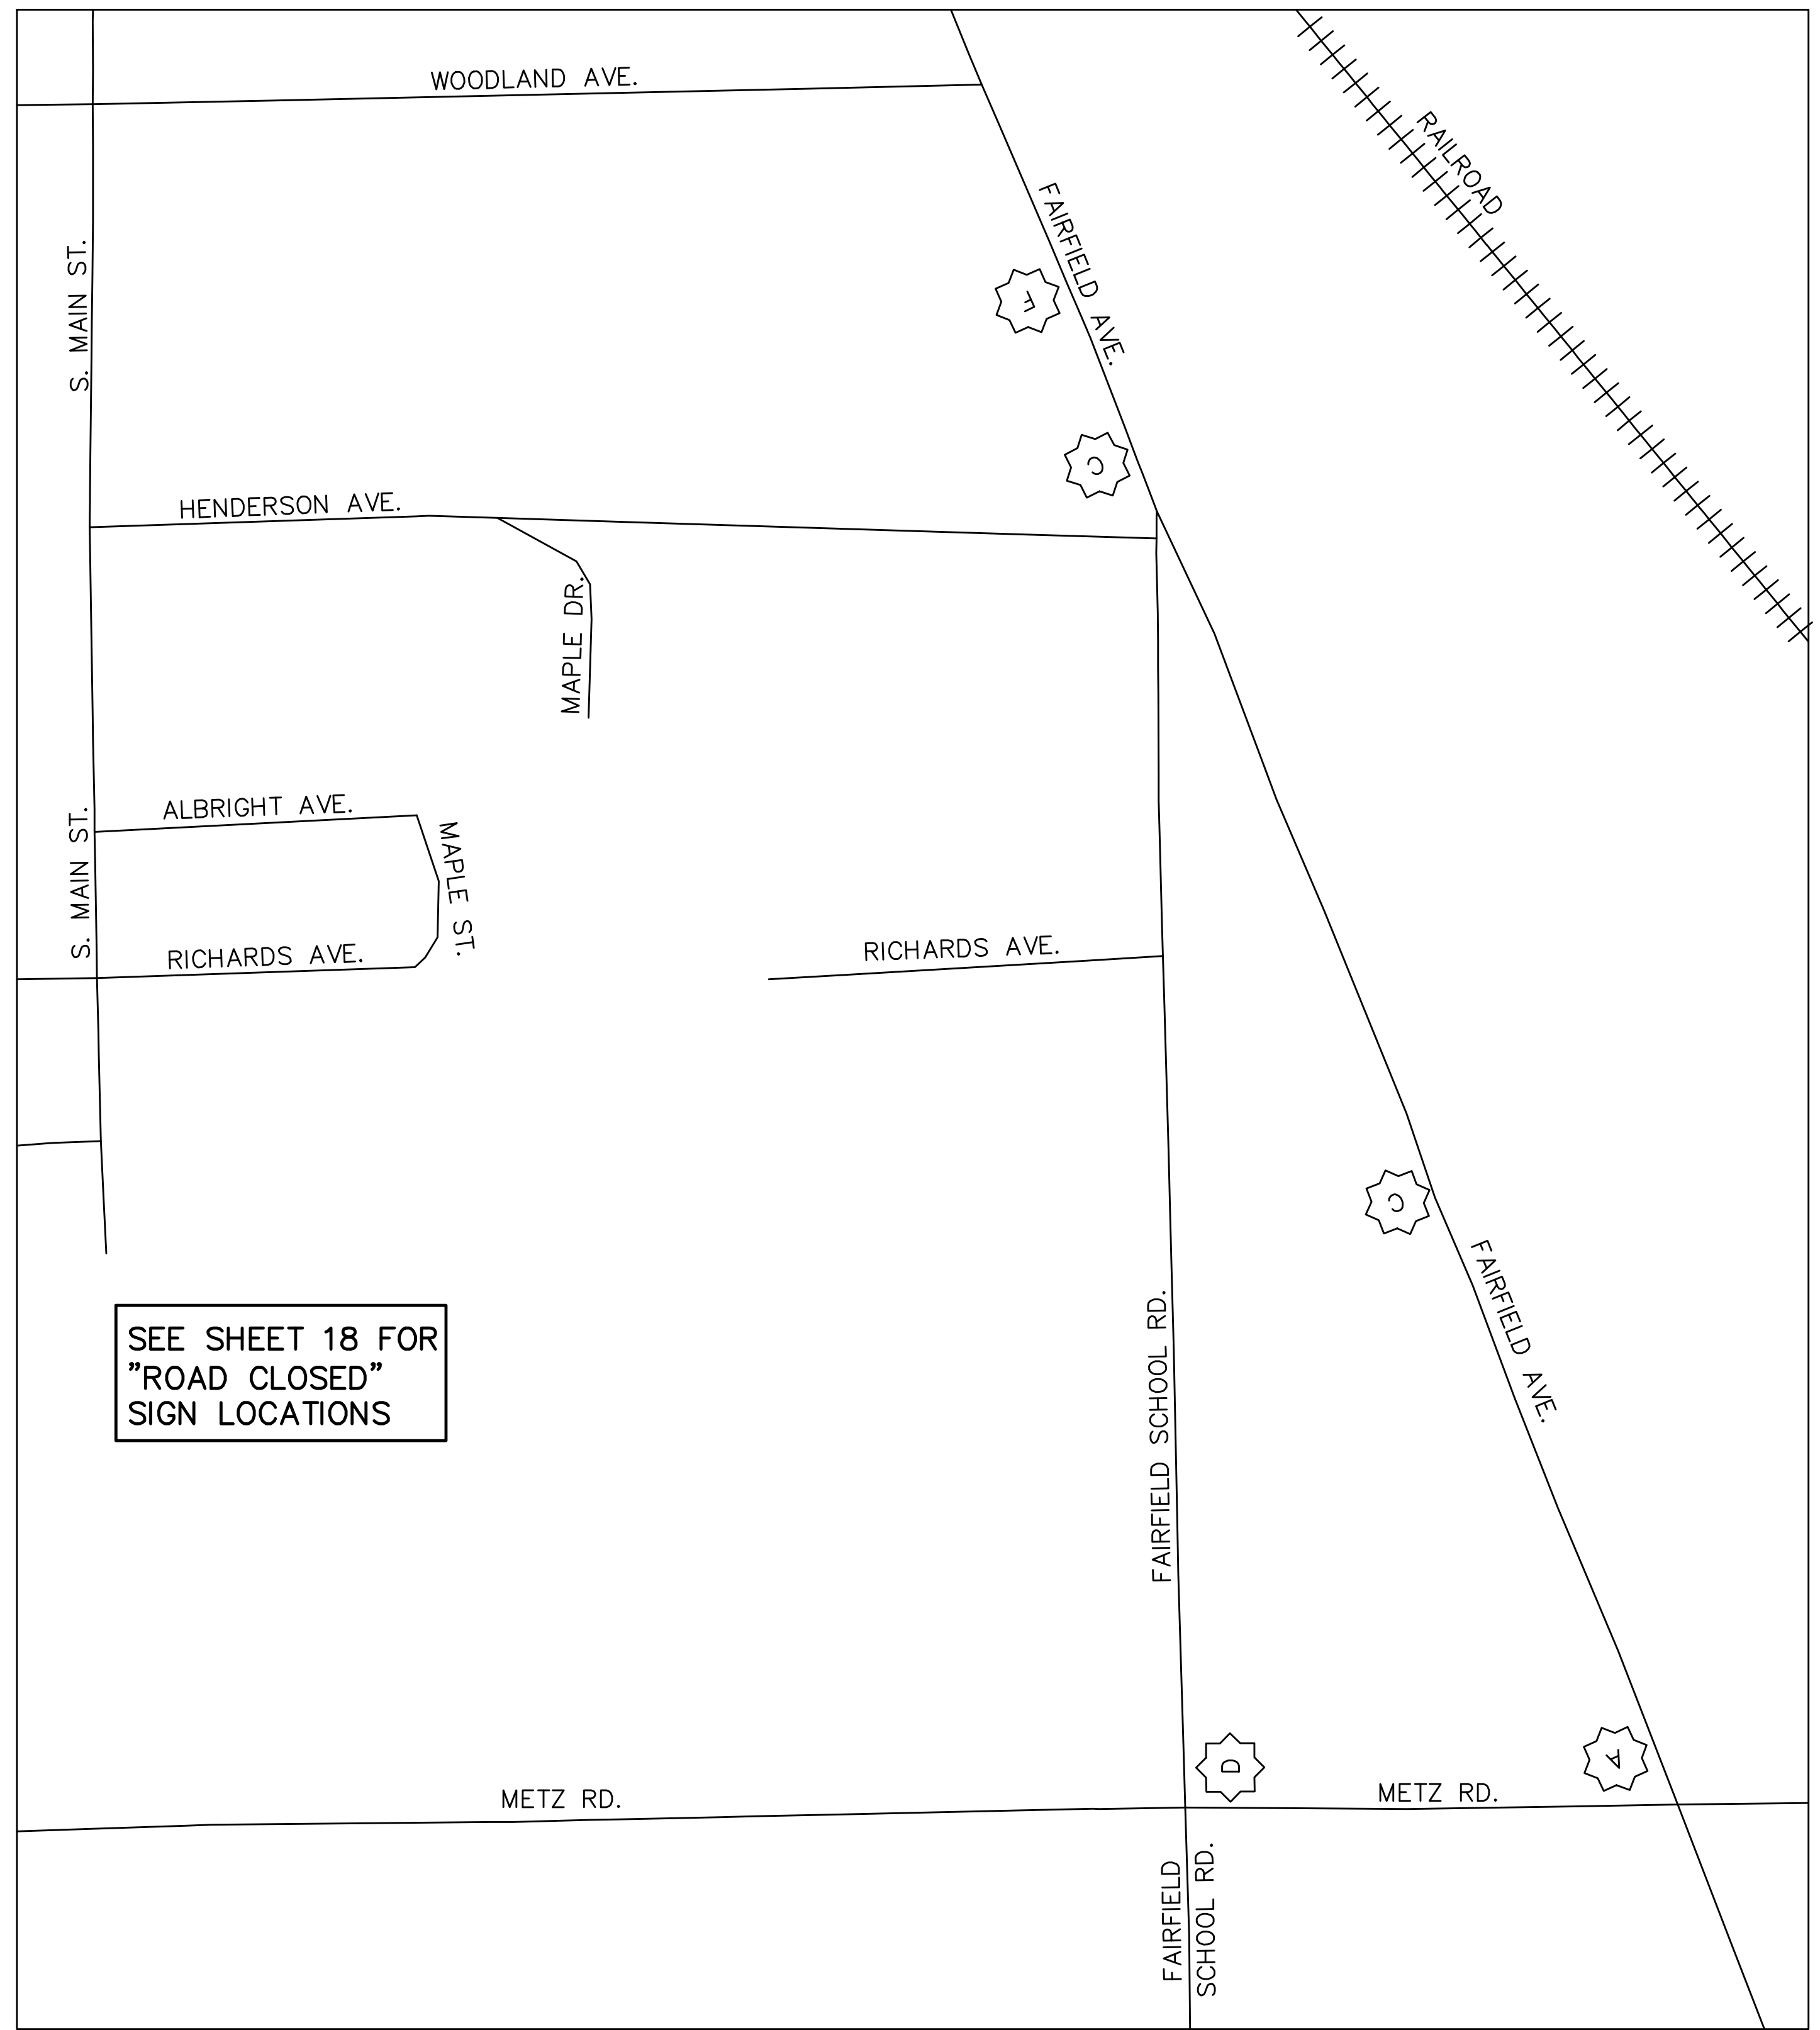 WOODLAND AVE.
RAILROAD
FAIRFIELD AVE.
S. MAIN ST.
F
C
HENDERSON AVE.
MAPLE DR.
ALBRIGHT AVE.
S. MAIN ST.
MAPLE ST.
RICHARDS AVE.
RICHARDS AVE.
C
FAIRFIELD AVE.
FAIRFIELD SCHOOL RD.
SEE SHEET 18 FOR
"ROAD CLOSED"
SIGN LOCATIONS
D
A
METZ RD.
METZ RD.
FAIRFIELD
SCHOOL RD.